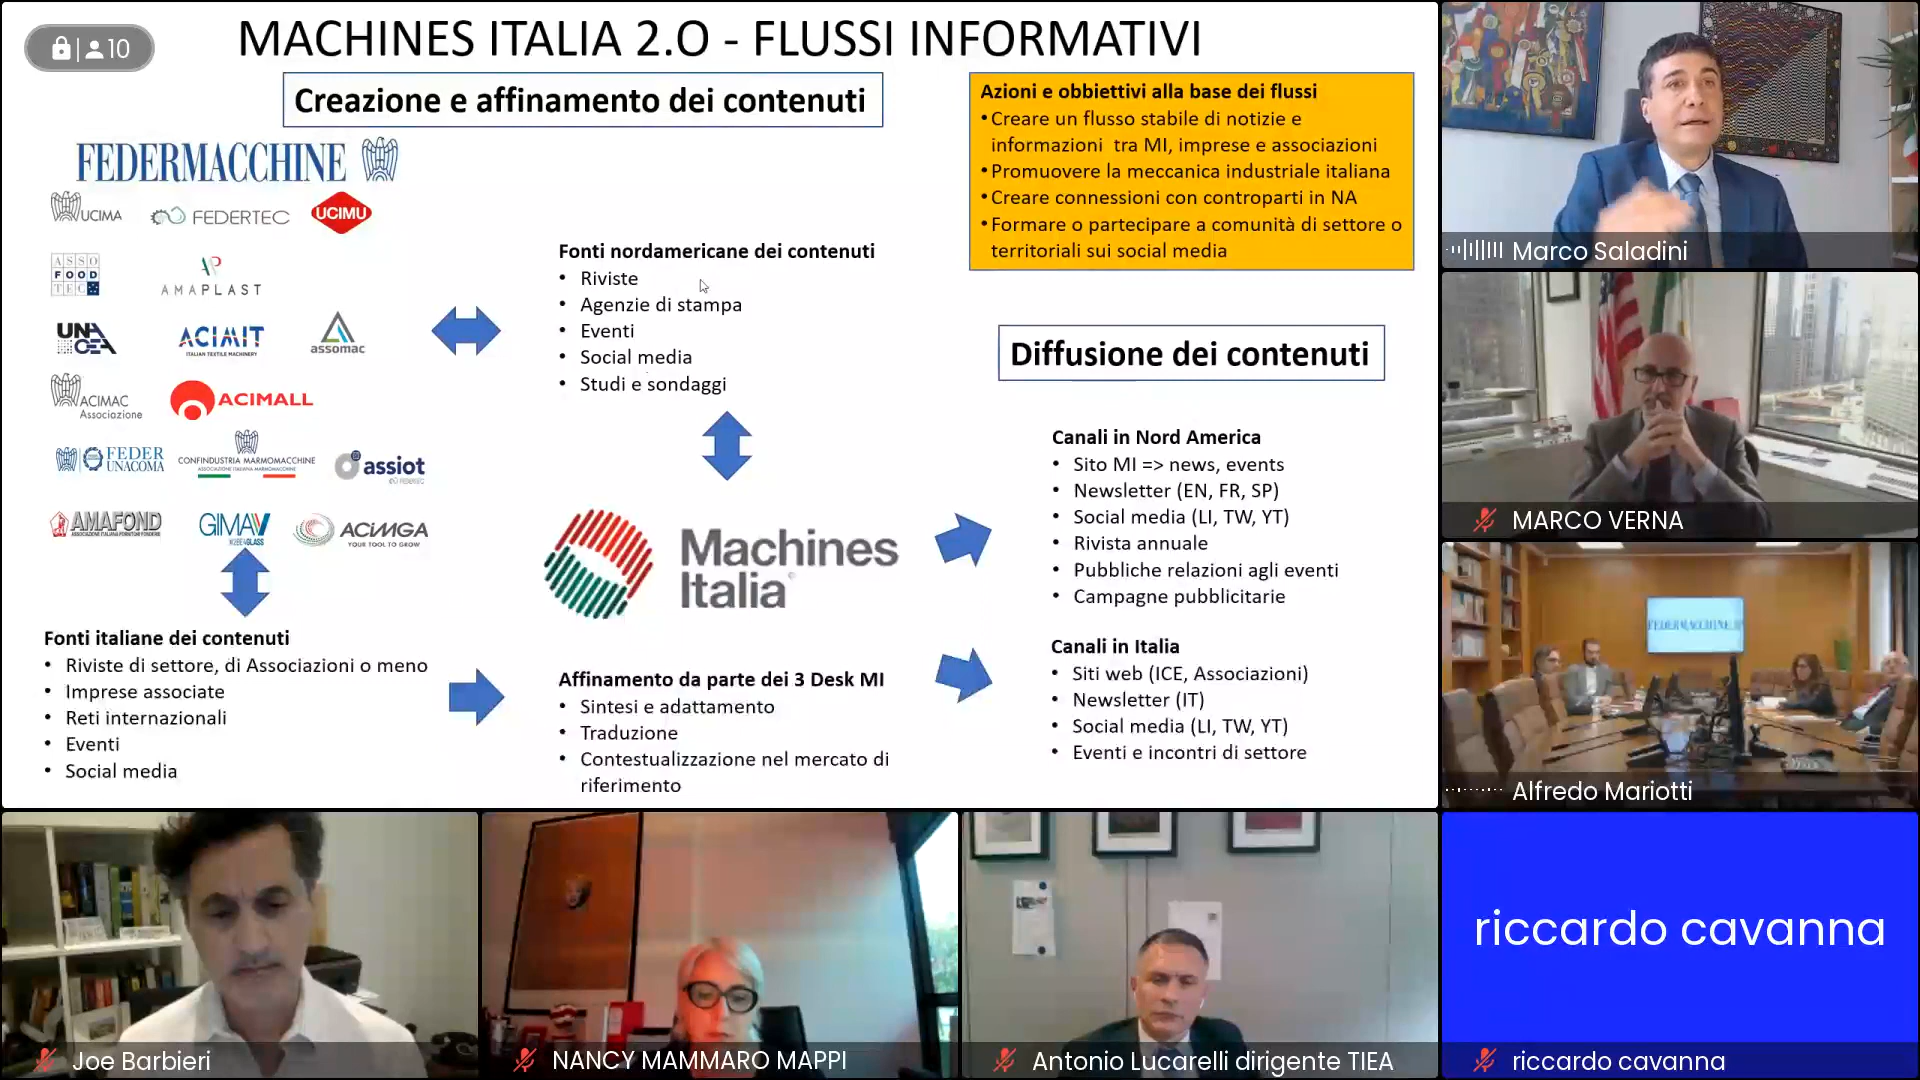 10
MACHINES ITALIA 2.0 - FLUSSI INFORMATIVI
Creazione e affinamento dei contenuti
FEDERMACCHINE
UCIMA
FEDERTEC
UCIMU
ASSO
FOOD
TEC
AMAPLAST
UNA
CEA
ACIMIT
ITALIAN TEXTILE MACHINERY
assomac
ACIMAC
Associazione
ACIMALL
FEDER
UNACOMA
CONFINDUSTRIA MARMOMACCHINE
ASSOCIAZIONE ITALIANA MARMOMACCHINE
assiot
FEDERTEC
AMAFOND
ASSOCIAZIONE ITALIANA FORNITORI FONDERIE
GIMAV
ACIMGA
YOUR TOOL TO GROW
Fonti italiane dei contenuti
• Riviste di settore, di Associazioni o meno
• Imprese associate
• Reti internazionali
• Eventi
• Social media
Fonti nordamericane dei contenuti
• Riviste
• Agenzie di stampa
• Eventi
• Social media
• Studi e sondaggi
Machines
Italia
Affinamento da parte dei 3 Desk MI
• Sintesi e adattamento
• Traduzione
• Contestualizzazione nel mercato di
riferimento
Azioni e obbiettivi alla base dei flussi
•Creare un flusso stabile di notizie e
informazioni tra MI, imprese e associazioni
•Promuovere la meccanica industriale italiana
•Creare connessioni con controparti in NA
•Formare o partecipare a comunità di settore o
territoriali sui social media
Diffusione dei contenuti
Canali in Nord America
• Sito MI => news, events
• Newsletter (EN, FR, SP)
• Social media (LI, TW, YT)
• Rivista annuale
• Pubbliche relazioni agli eventi
• Campagne pubblicitarie
Canali in Italia
• Siti web (ICE, Associazioni)
• Newsletter (IT)
• Social media (LI, TW, YT)
• Eventi e incontri di settore
Marco Saladini
MARCO VERNA
FEDERMACCHINE
Alfredo Mariotti
Joe Barbieri
NANCY MAMMARO MAPPI
Antonio Lucarelli dirigente TIEA
riccardo cavanna
riccardo cavanna